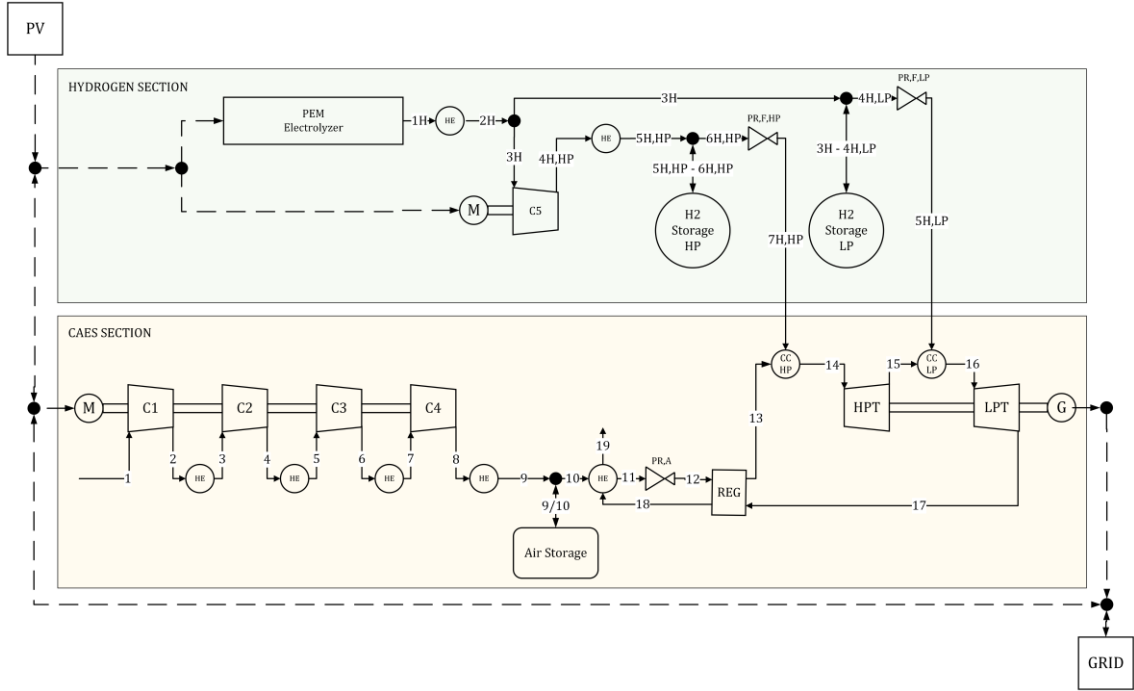 PV
HYDROGEN SECTION
PEM
Electrolyzer
1H
HE
2H
3H
4H,LP
PR,F,LP
3H
4H,HP
HE
5H,HP
6H,HP
PR,F,HP
5H,HP - 6H,HP
3H - 4H,LP
M
C5
H2
Storage
HP
H2
Storage
LP
7H,HP
5H,LP
CAES SECTION
CC
HP
14
15
CC
LP
16
M
C1
C2
C3
C4
HPT
LPT
G
13
1
2
HE
3
4
HE
5
6
HE
7
8
HE
9
10
19
HE
11
PR,A
12
REG
18
17
9/10
Air Storage
GRID